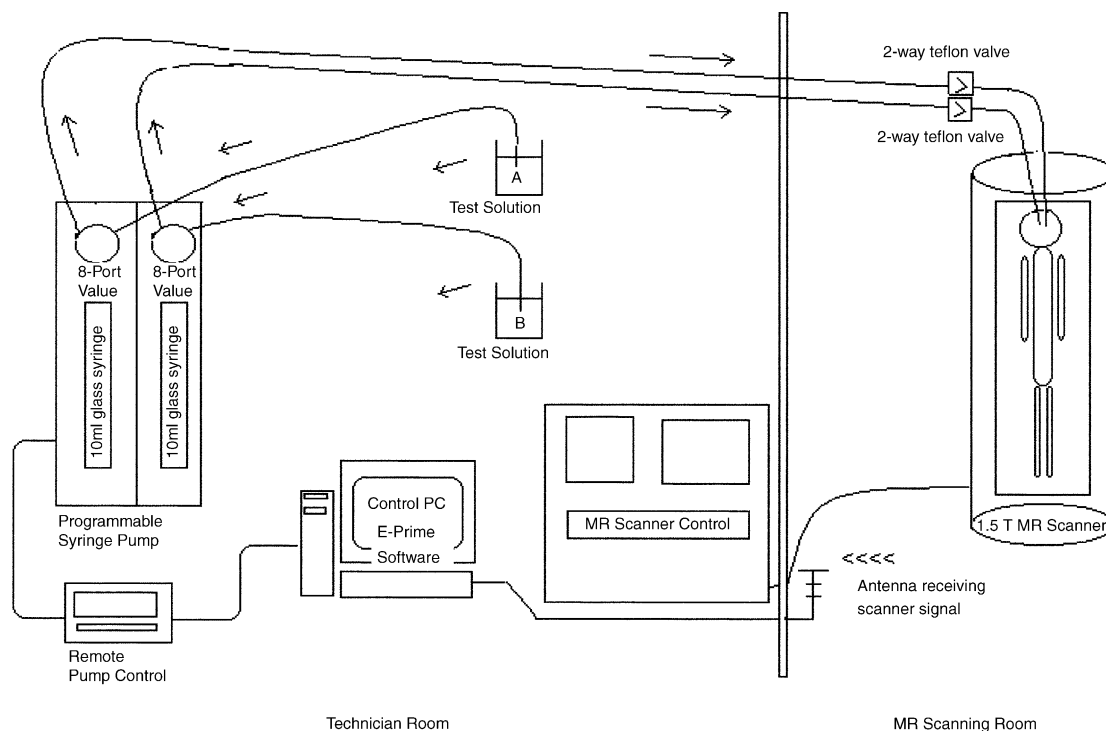 2-way teflon valve
2-way teflon valve
A
Test Solution
B
Test Solution
8-Port
Value
8-Port
Value
10ml glass syringe
10ml glass syringe
Programmable
Syringe Pump
Control PC
E-Prime
Software
MR Scanner Control
1.5 T MR Scanner
Antenna receiving
scanner signal
Remote
Pump Control
Technician Room
MR Scanning Room